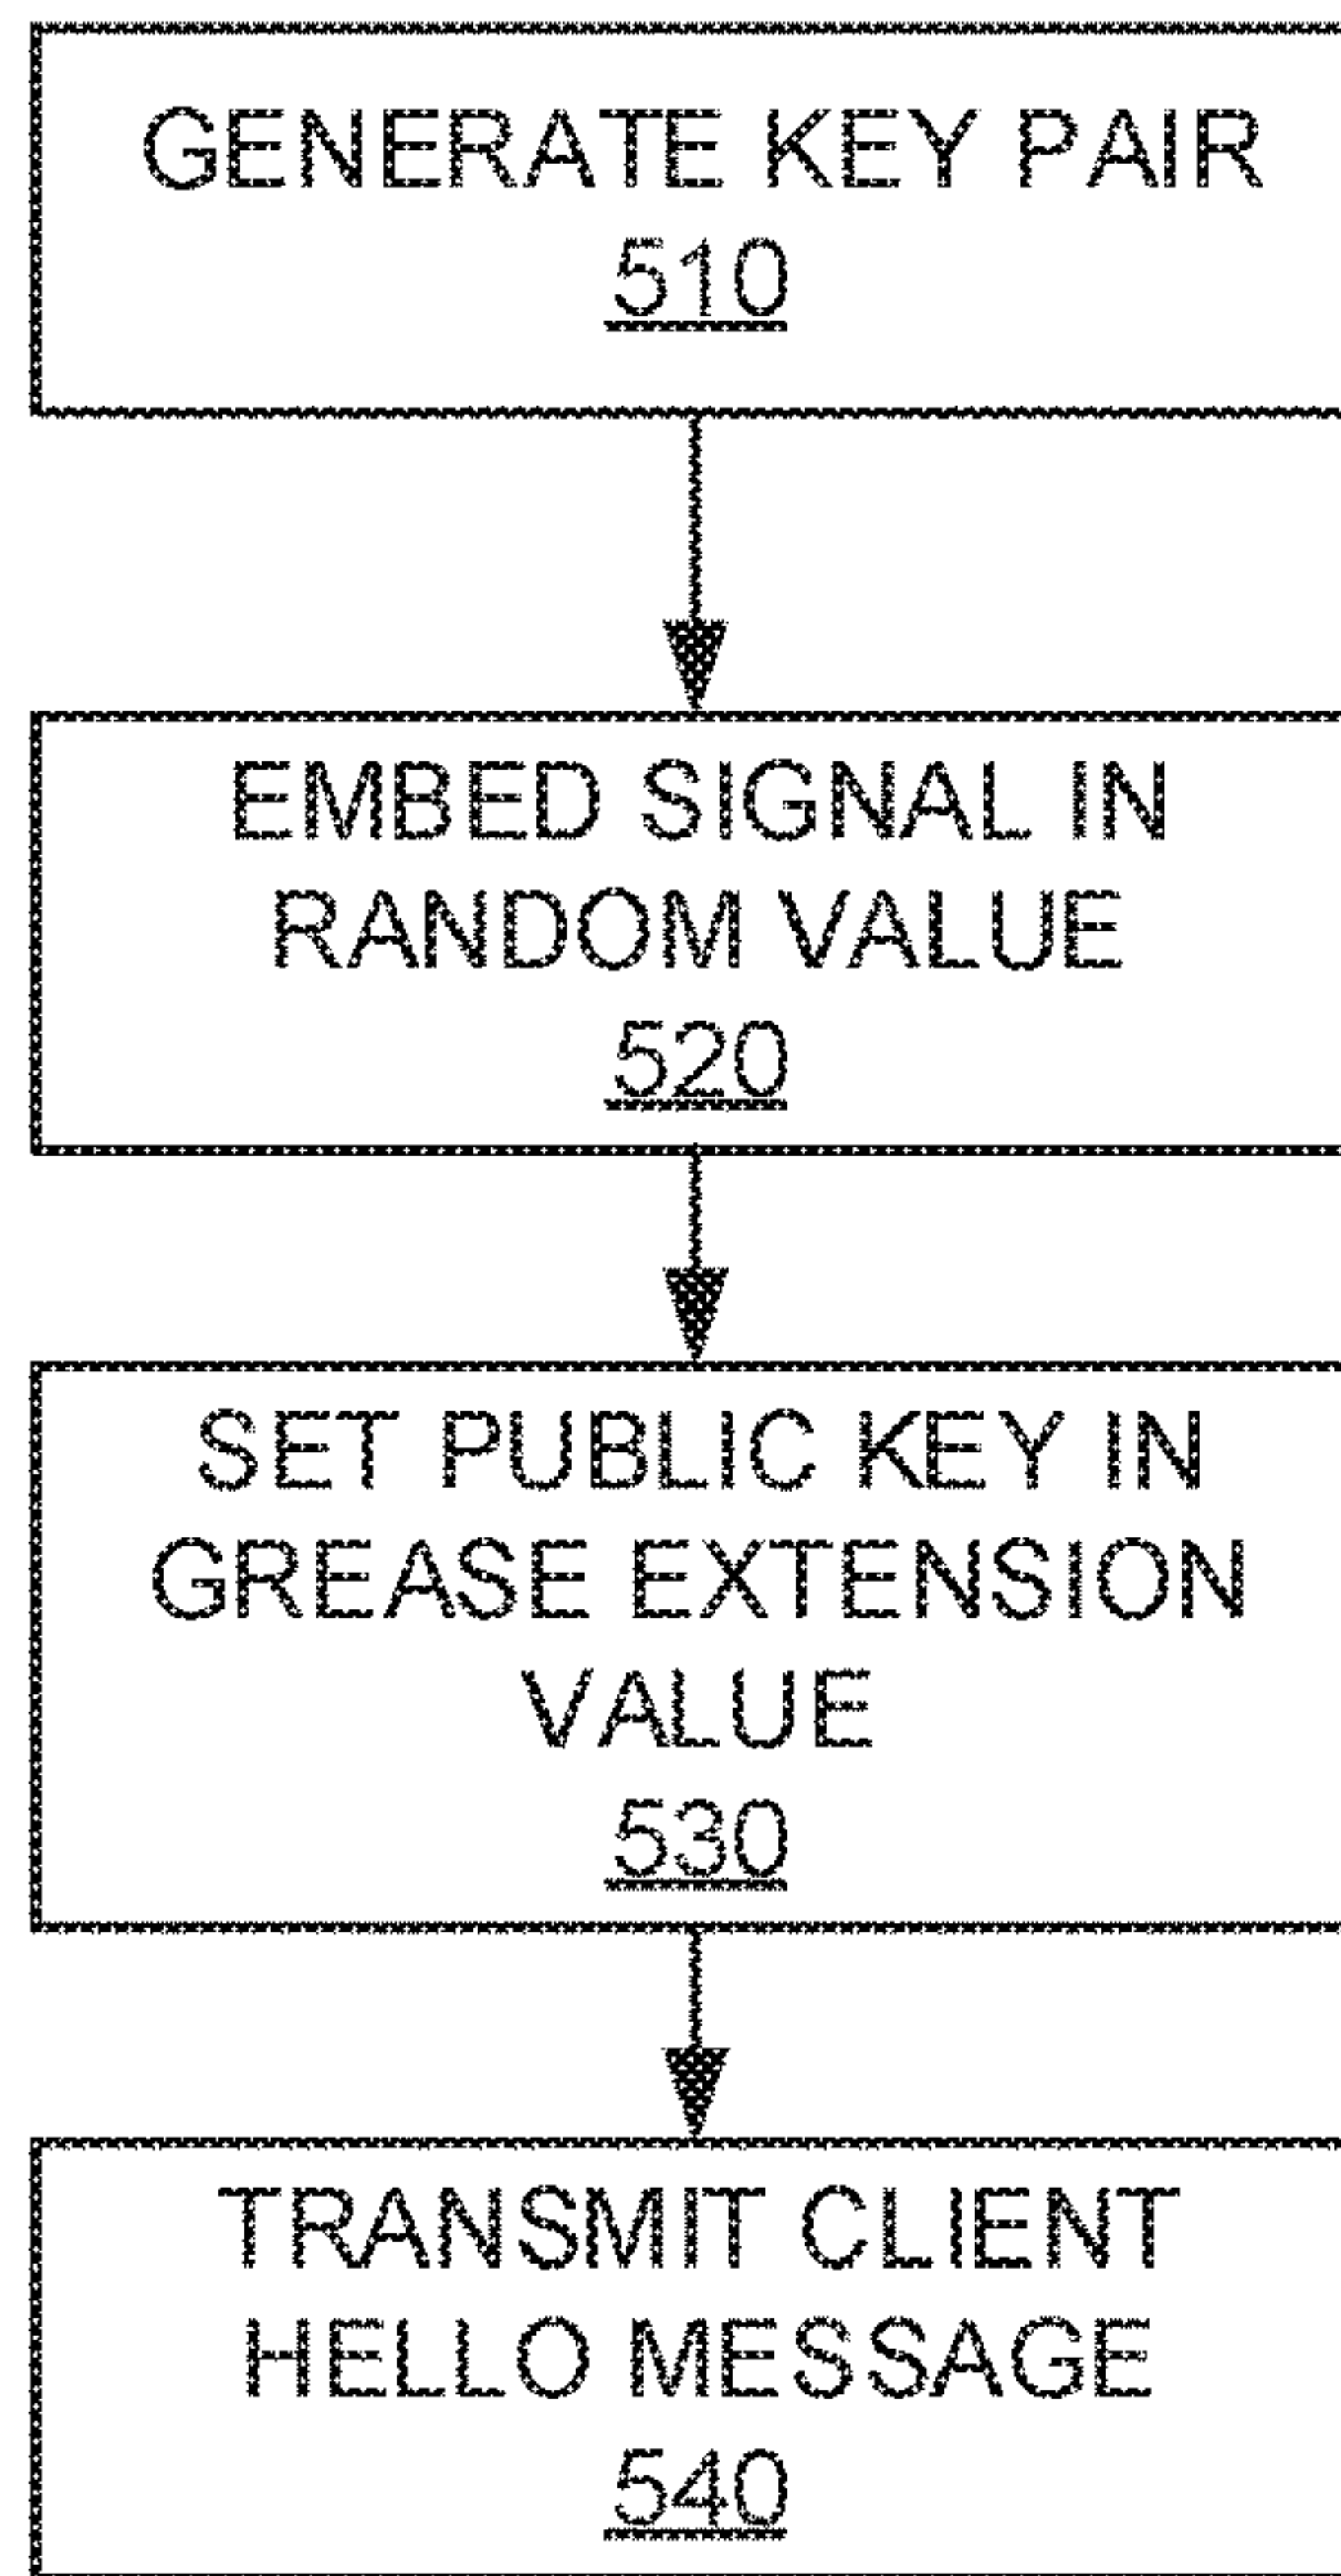 GENERATE KEY PAIR
510
EMBED SIGNAL IN
RANDOM VALUE
520
SET PUBLIC KEY IN
GREASE EXTENSION
VALUE
530
TRANSMIT CLIENT
HELLO MESSAGE
540